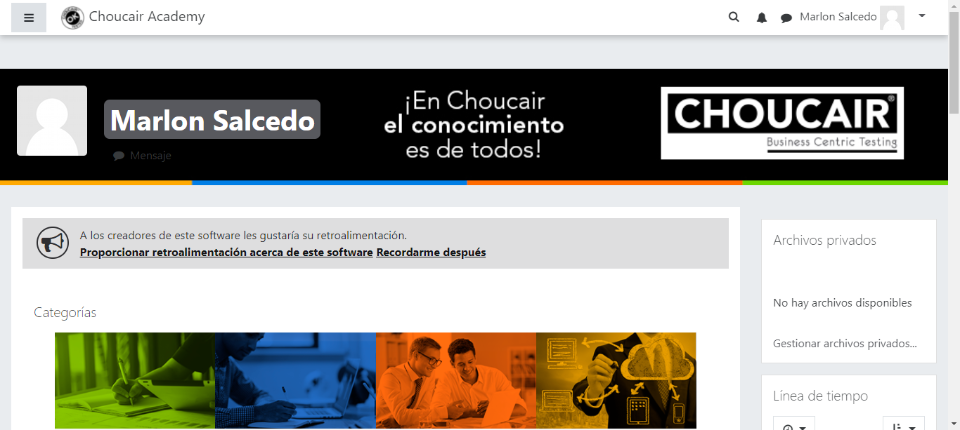 Choucair Academy
Marlon Salcedo
Marlon Salcedo
Mensaje
¡En Choucair
el conocimiento
es de todos!
CHOUCAIR®
Business Centric Testing
A los creadores de este software les gustaría su retroalimentación.
Proporcionar retroalimentación acerca de este software Recordarme después
Categorías
Archivos privados
No hay archivos disponibles
Gestionar archivos privados...
Línea de tiempo